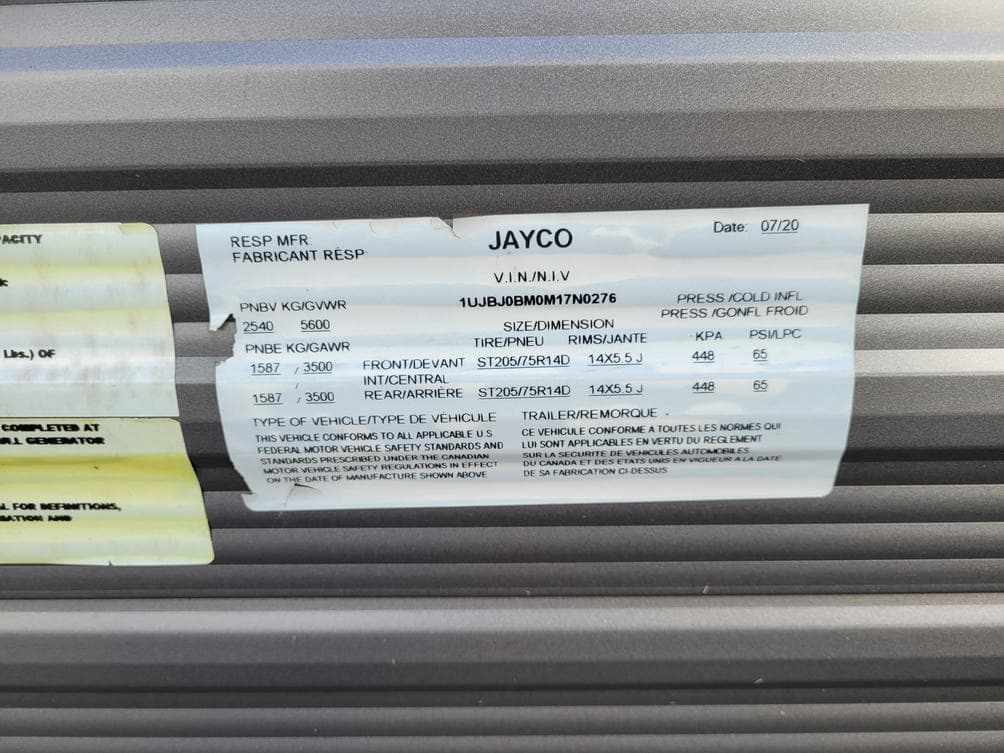 ACITY
Lbs.) OF
COMPLETED AT
GENERATOR
L FOR DEFINITIONS,
AND
RESP MFR:
FABRICANT RÉSP
JAYCO
Date: 07/20
V.I.N./N.I.V
1UJBJ0BM0M17N0276
PNBV KG/GVWR
2540 5600
PRESS /COLD INFL
PRESS /GONFL FROID
SIZE/DIMENSION
PNBE KG/GAWR TIRE/PNEU RIMS/JANTE KPA PSI/LPC
1587 / 3500 FRONT/DEVANT ST205/75R14D 14X5.5 J 448 65
INT/CENTRAL
1587 / 3500 REAR/ARRIÈRE ST205/75R14D 14X5.5 J 448 65
TYPE OF VEHICLE/TYPE DE VÉHICULE TRAILER/REMORQUE
THIS VEHICLE CONFORMS TO ALL APPLICABLE U.S
FEDERAL MOTOR VEHICLE SAFETY STANDARDS AND
STANDARDS PRESCRIBED UNDER THE CANADIAN
MOTOR VEHICLE SAFETY REGULATIONS IN EFFECT
ON THE DATE OF MANUFACTURE SHOWN ABOVE
CE VEHICULE CONFORME A TOUTES LES NORMES QUI
LUI SONT APPLICABLES EN VERTU DU REGLEMENT
SUR LA SECURITE DE VEHICULES AUTOMOBILES
DU CANADA ET DES ETATS UNIS EN VIGUEUR A LA DATE
DE SA FABRICATION CI-DESSUS